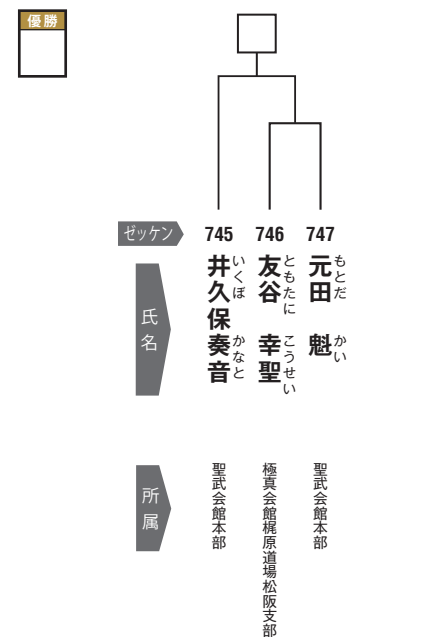 優勝
ゼッケン
745
746
747
氏名
井久保 奏音
いくぼ かなと
友谷 幸聖
ともたに こうせい
元田 魁
もとだ かい
所属
聖武会館本部
極真会館梶原道場松阪支部
聖武会館本部